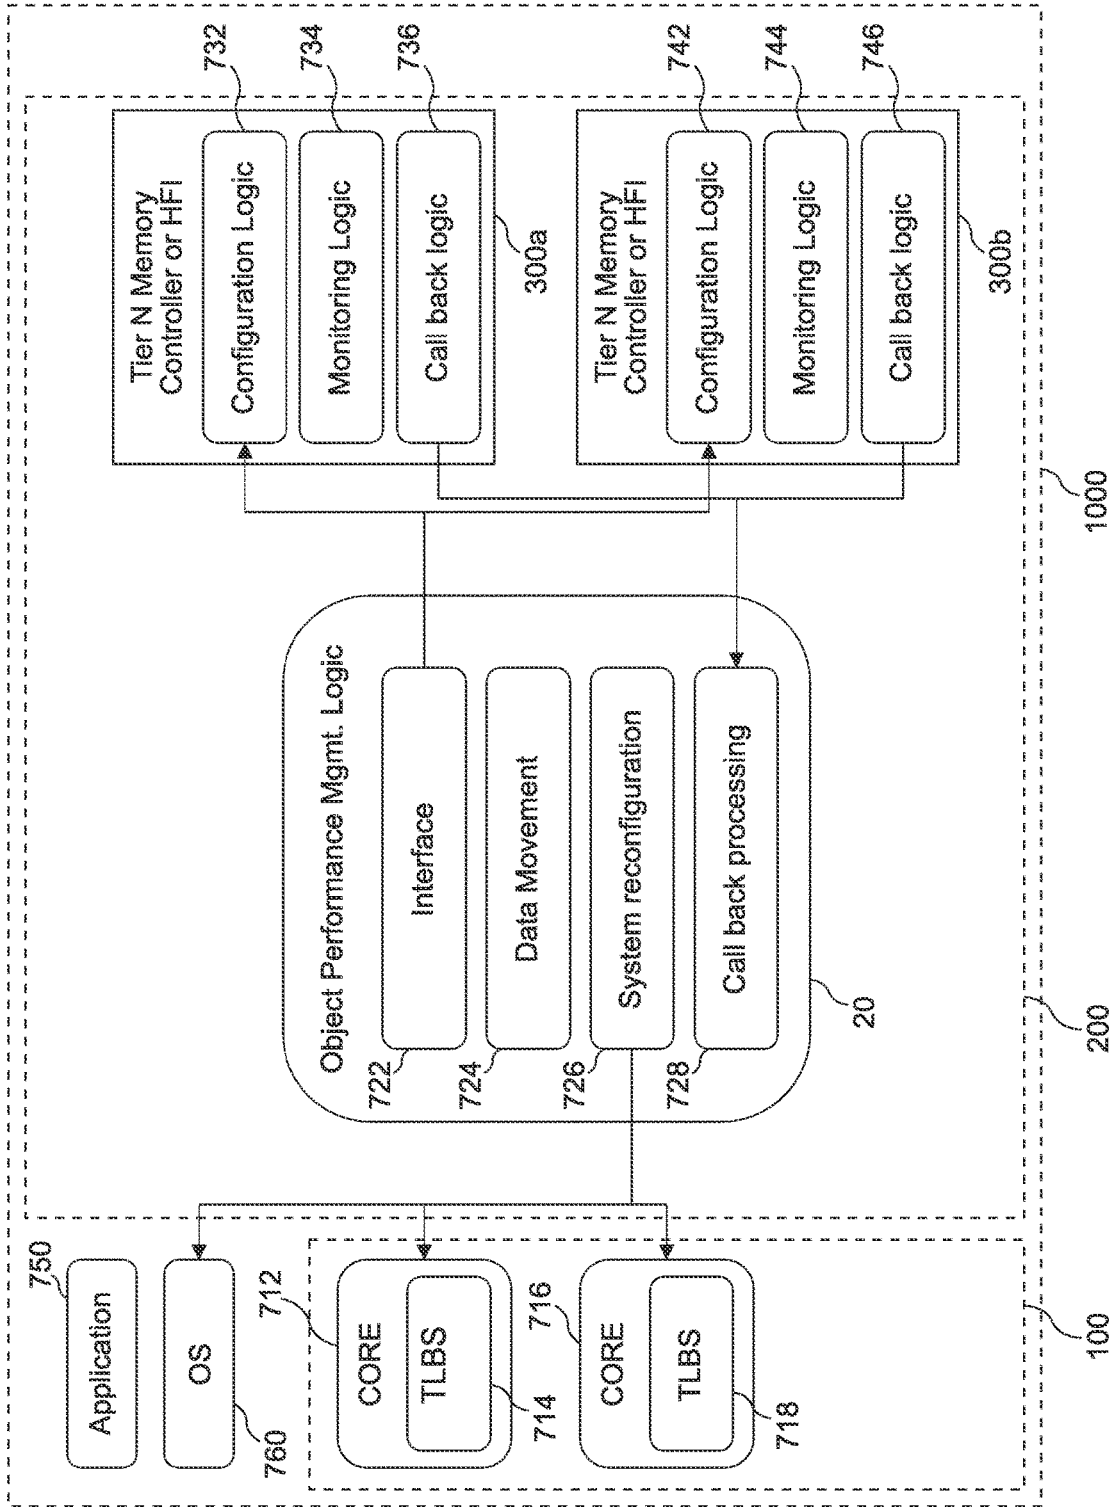 750
Application
OS
760
712
CORE
TLBS
714
716
CORE
TLBS
718
100
Object Performance Mgmt. Logic
Interface
722
Data Movement
724
System reconfiguration
726
Call back processing
728
20
200
Tier N Memory
Controller or HFI
Configuration Logic
732
Monitoring Logic
734
Call back logic
736
300a
Tier N Memory
Controller or HFI
Configuration Logic
742
Monitoring Logic
744
Call back logic
746
300b
1000